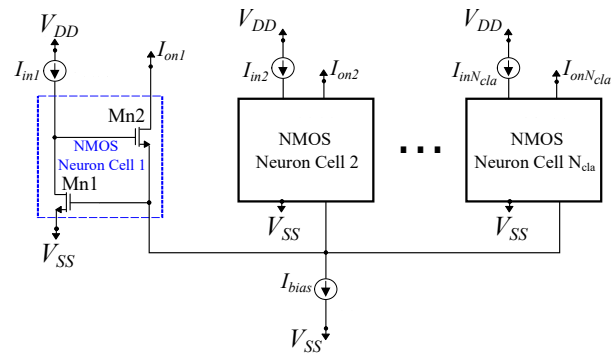 V_DD
I_in1
I_on1
Mn2
NMOS
Neuron Cell 1
Mn1
V_SS
V_DD
I_in2
I_on2
NMOS
Neuron Cell 2
V_SS
...
V_DD
I_inN_cla
I_onN_cla
NMOS
Neuron Cell N_cla
V_SS
I_bias
V_SS